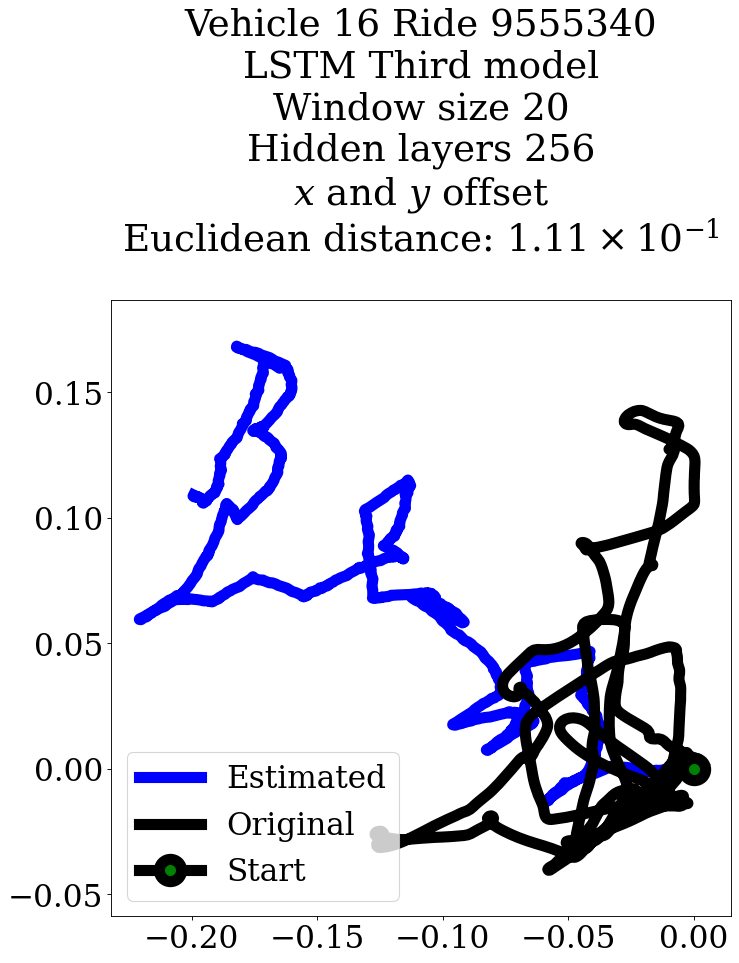 Vehicle 16 Ride 9555340
LSTM Third model
Window size 20
Hidden layers 256
x and y offset
Euclidean distance: 1.11 × 10⁻¹
0.15
0.10
0.05
0.00
−0.05
Estimated
Original
Start
−0.20 −0.15 −0.10 −0.05 0.00